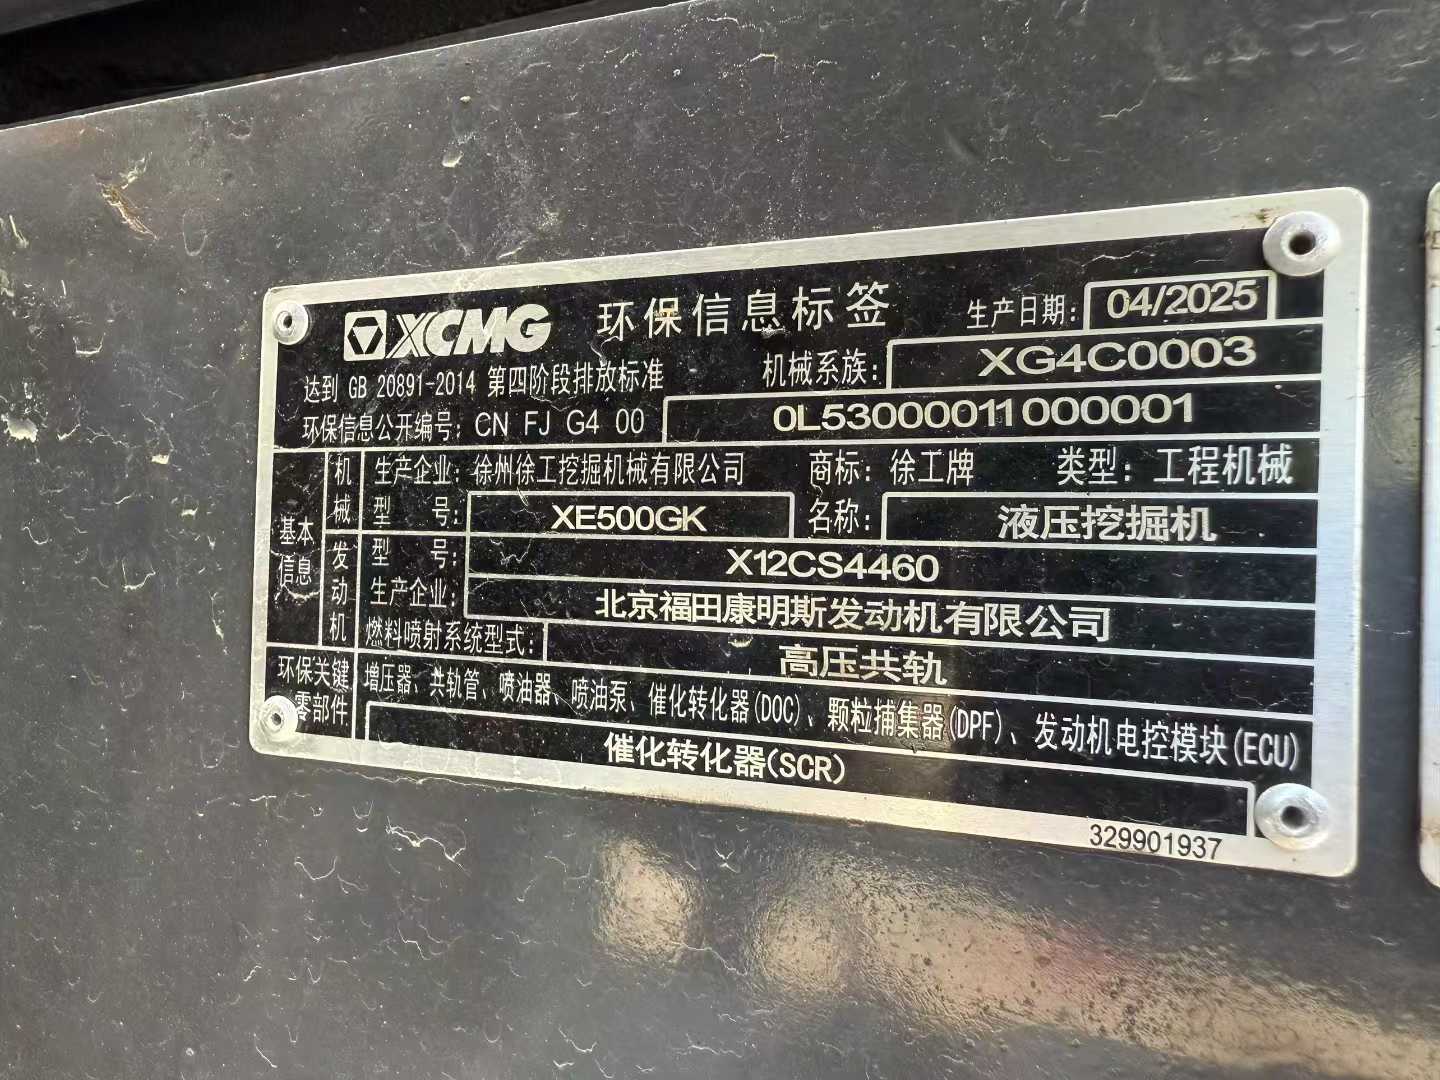 XCMG 环保信息标签 生产日期: 04/2025
达到 GB 20891-2014 第四阶段排放标准 机械系族: XG4C0003
环保信息公开编号: CN FJ G4 00 0L53000011000001
基本信息 机械 生产企业: 徐州徐工挖掘机械有限公司 商标: 徐工牌 类型: 工程机械
型 号: XE500GK 名称: 液压挖掘机
发动机 型 号: X12CS4460
生产企业: 北京福田康明斯发动机有限公司
燃料喷射系统型式: 高压共轨
环保关键零部件 增压器、共轨管、喷油器、喷油泵、催化转化器(DOC)、颗粒捕集器(DPF)、发动机电控模块(ECU)
催化转化器(SCR)
329901937